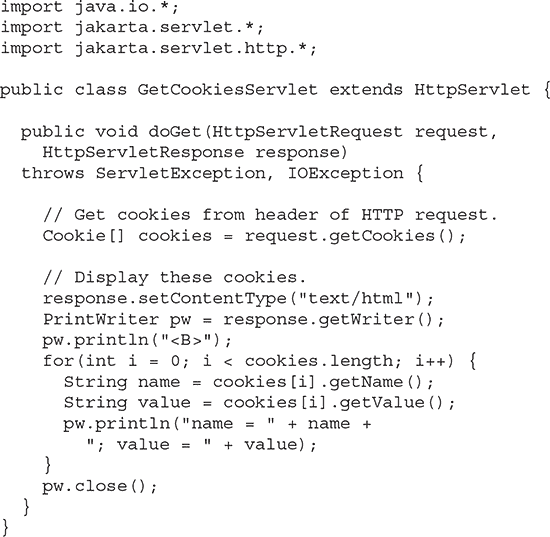 import java.io.*;
import jakarta.servlet.*;
import jakarta.servlet.http.*;

public class GetCookiesServlet extends HttpServlet {

  public void doGet(HttpServletRequest request,
    HttpServletResponse response)
  throws ServletException, IOException {

    // Get cookies from header of HTTP request.
    Cookie[] cookies = request.getCookies();

    // Display these cookies.
    response.setContentType("text/html");
    PrintWriter pw = response.getWriter();
    pw.println("<B>");
    for(int i = 0; i < cookies.length; i++) {
      String name = cookies[i].getName();
      String value = cookies[i].getValue();
      pw.println("name = " + name +
        "; value = " + value);
    }
    pw.close();
  }
}